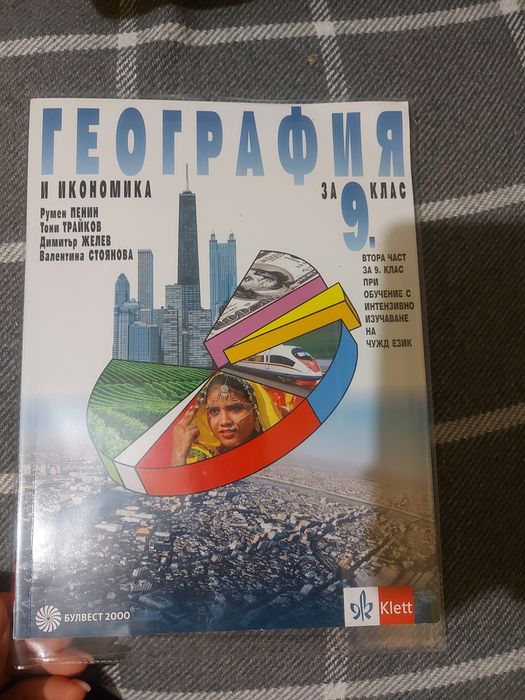 ГЕОГРАФИЯ
И ИКОНОМИКА
ЗА 9. КЛАС
Румен ПЕНИН
Тони ТРАЙКОВ
Димитър ЖЕЛЕВ
Валентина СТОЯНОВА
ВТОРА ЧАСТ
ЗА 9. КЛАС
ПРИ
ОБУЧЕНИЕ С
ИНТЕНЗИВНО
ИЗУЧАВАНЕ
НА
ЧУЖД ЕЗИК
БУЛВЕСТ 2000
Klett